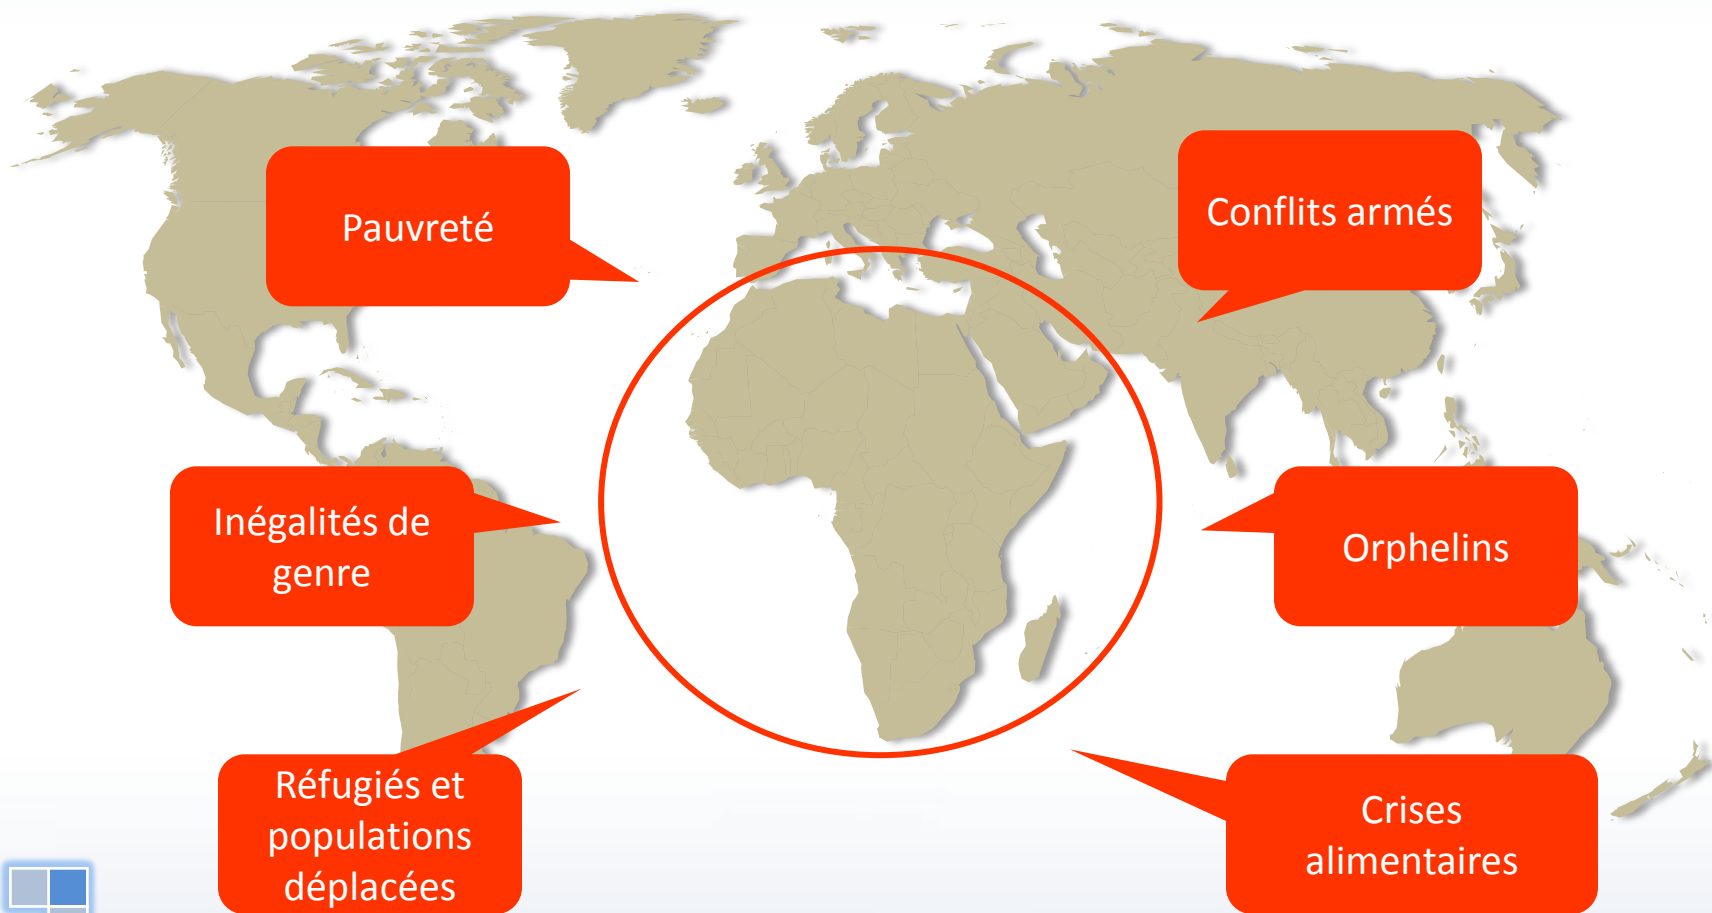 Pauvreté
Conflits armés
Inégalités de
genre
Orphelins
Réfugiés et
populations
déplacées
Crises
alimentaires